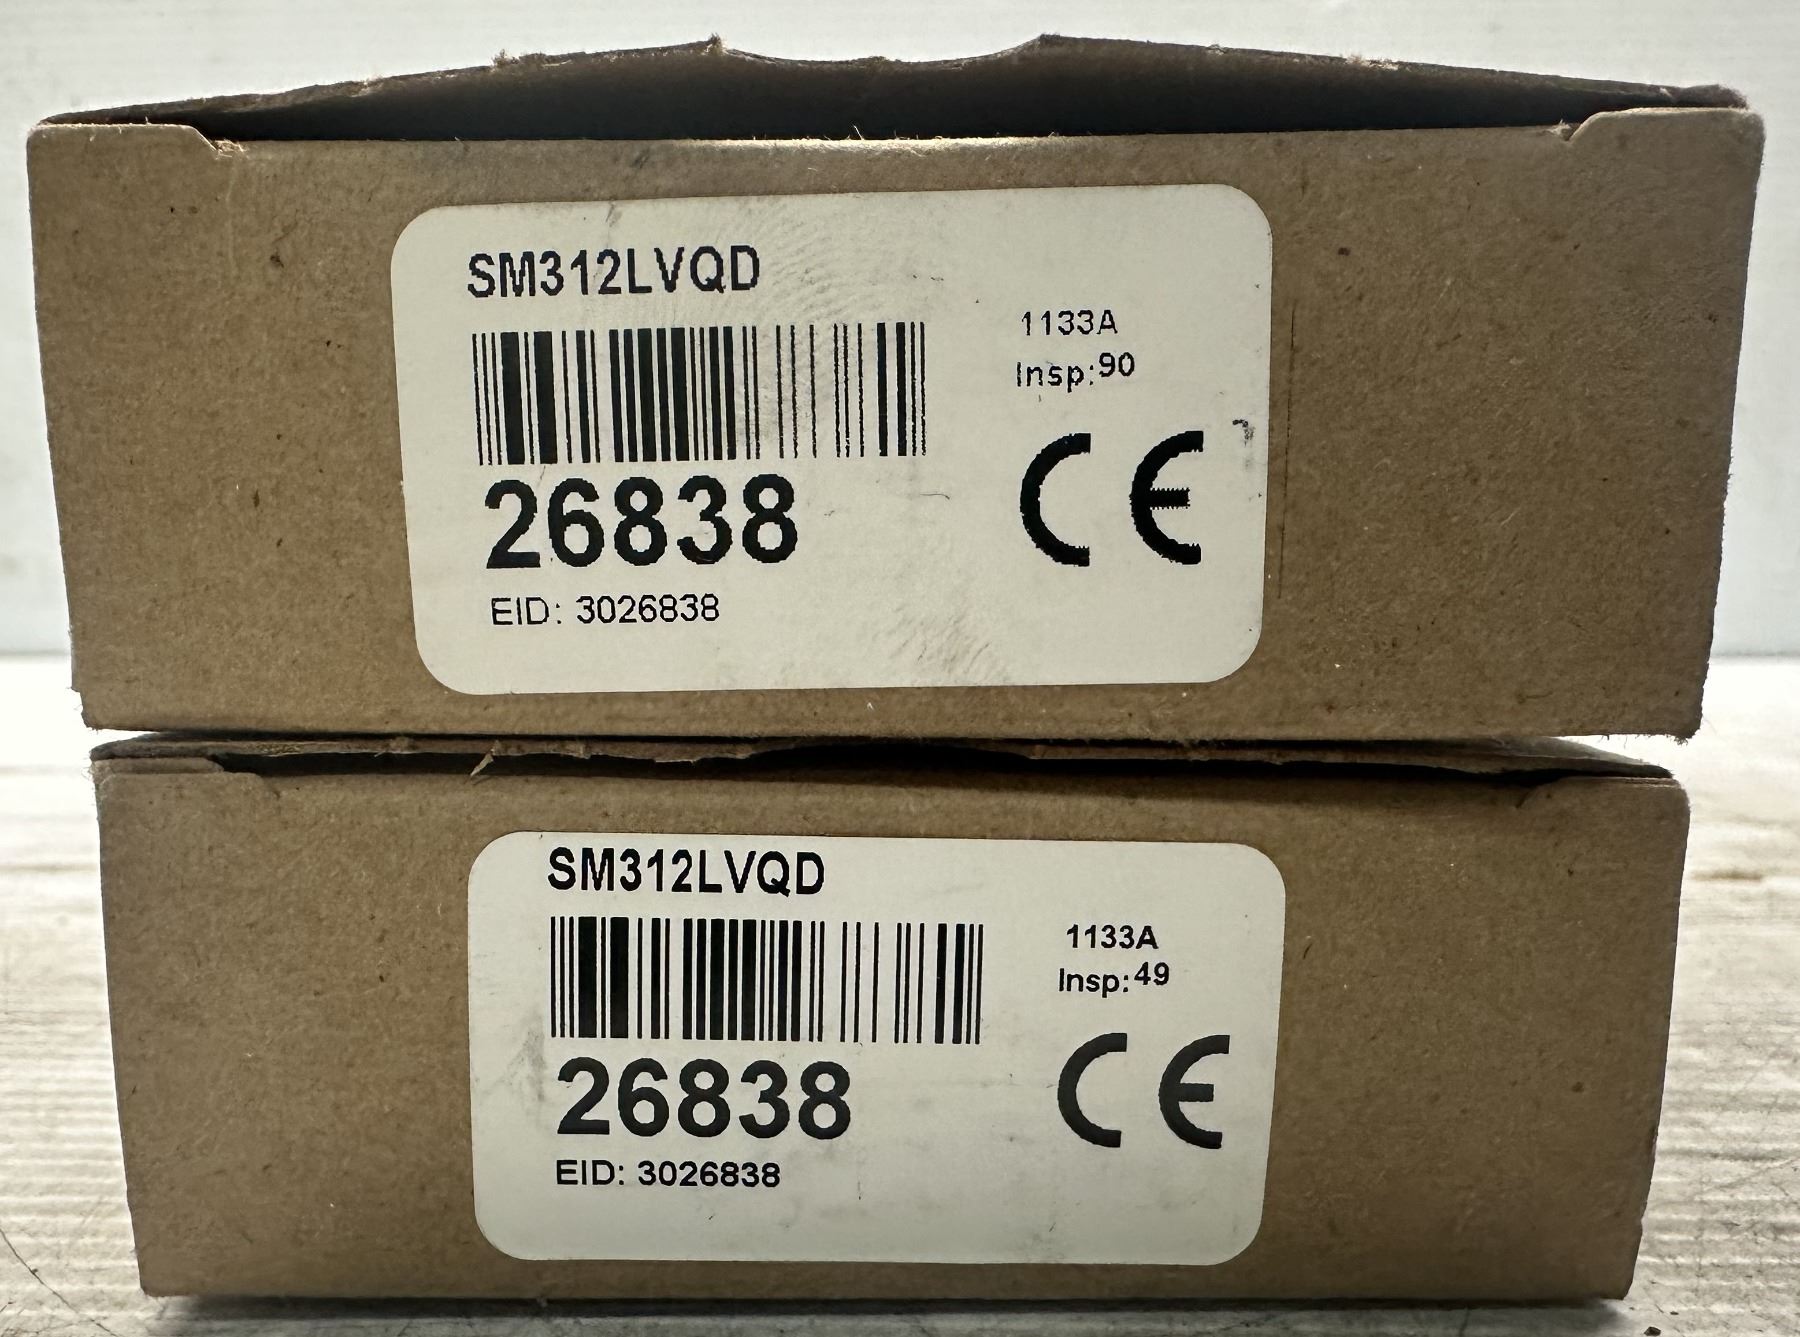 SM312LVQD
1133A
Insp:90
26838
CE
EID: 3026838
SM312LVQD
1133A
Insp:49
26838
CE
EID: 3026838